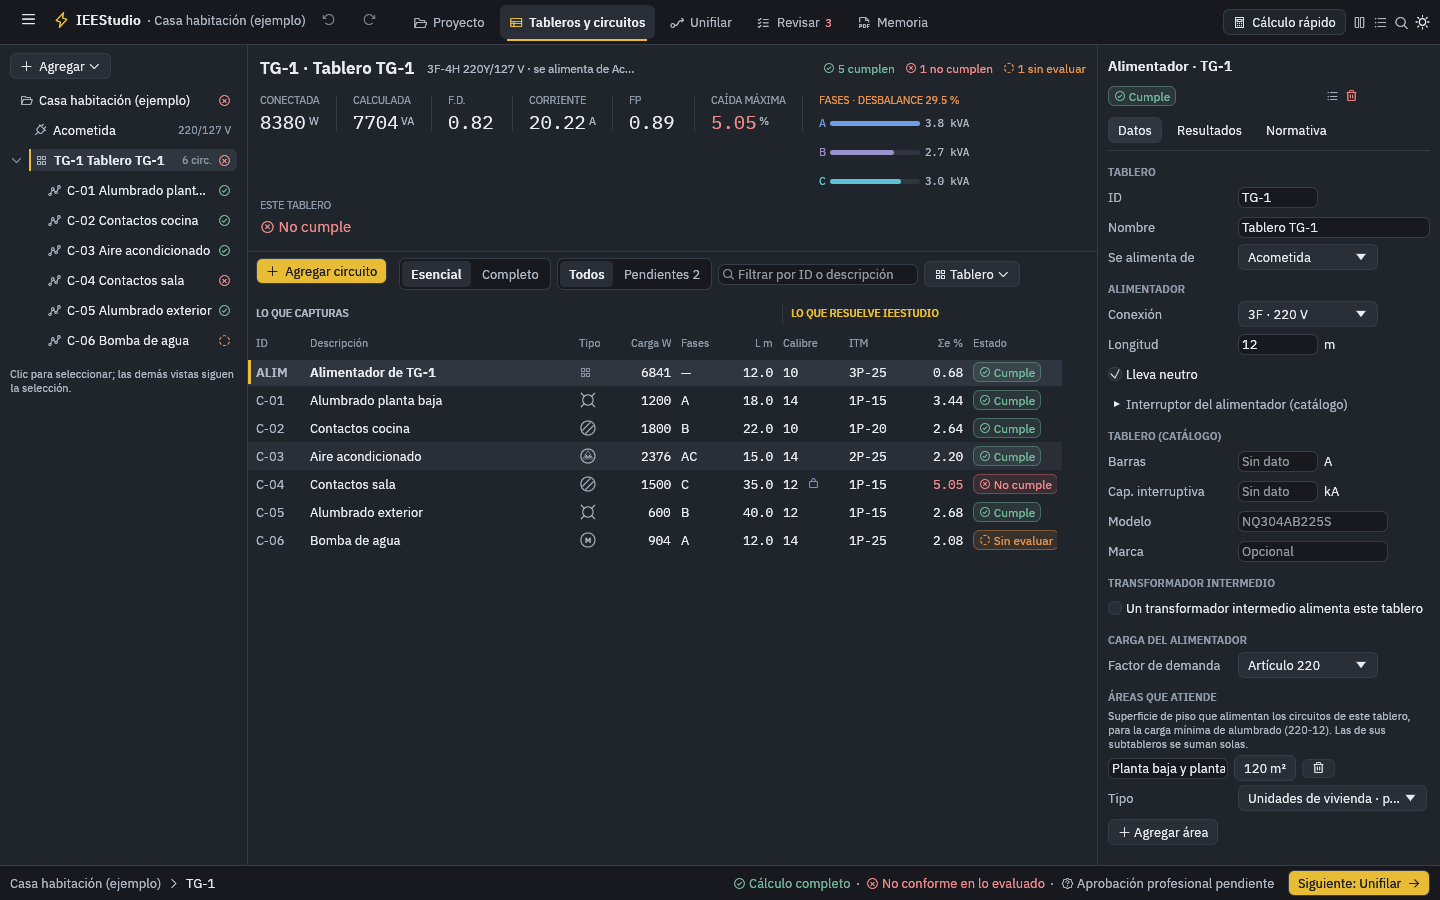 IEEStudio · Casa habitación (ejemplo)
Proyecto
Tableros y circuitos
Unifilar
Revisar 3
Memoria
Cálculo rápido
Agregar
Casa habitación (ejemplo)
Acometida 220/127 V
TG-1 Tablero TG-1 6 circ.
C-01 Alumbrado plant...
C-02 Contactos cocina
C-03 Aire acondicionado
C-04 Contactos sala
C-05 Alumbrado exterior
C-06 Bomba de agua
Clic para seleccionar; las demás vistas siguen
la selección.
TG-1 · Tablero TG-1 3F-4H 220Y/127 V · se alimenta de Ac...
5 cumplen 1 no cumplen 1 sin evaluar
CONECTADA CALCULADA F.D. CORRIENTE FP CAÍDA MÁXIMA FASES · DESBALANCE 29.5 %
8380 W 7704 VA 0.82 20.22 A 0.89 5.05 %
A 3.8 kVA
B 2.7 kVA
C 3.0 kVA
ESTE TABLERO
No cumple
Agregar circuito
Esencial Completo
Todos Pendientes 2
Filtrar por ID o descripción
Tablero
LO QUE CAPTURAS LO QUE RESUELVE IEESTUDIO
ID Descripción Tipo Carga W Fases L m Calibre ITM Σe % Estado
ALIM Alimentador de TG-1 6841 — 12.0 10 3P-25 0.68 Cumple
C-01 Alumbrado planta baja 1200 A 18.0 14 1P-15 3.44 Cumple
C-02 Contactos cocina 1800 B 22.0 10 1P-20 2.64 Cumple
C-03 Aire acondicionado 2376 AC 15.0 14 2P-25 2.20 Cumple
C-04 Contactos sala 1500 C 35.0 12 1P-15 5.05 No cumple
C-05 Alumbrado exterior 600 B 40.0 12 1P-15 2.68 Cumple
C-06 Bomba de agua M 904 A 12.0 14 1P-25 2.08 Sin evaluar
Alimentador · TG-1
Cumple
Datos Resultados Normativa
TABLERO
ID TG-1
Nombre Tablero TG-1
Se alimenta de Acometida
ALIMENTADOR
Conexión 3F · 220 V
Longitud 12 m
Lleva neutro
Interruptor del alimentador (catálogo)
TABLERO (CATÁLOGO)
Barras Sin dato A
Cap. interruptiva Sin dato kA
Modelo NQ304AB225S
Marca Opcional
TRANSFORMADOR INTERMEDIO
Un transformador intermedio alimenta este tablero
CARGA DEL ALIMENTADOR
Factor de demanda Artículo 220
ÁREAS QUE ATIENDE
Superficie de piso que alimentan los circuitos de este tablero,
para la carga mínima de alumbrado (220-12). Las de sus
subtableros se suman solas.
Planta baja y planta 120 m²
Tipo Unidades de vivienda · p...
Agregar área
Casa habitación (ejemplo) TG-1
Cálculo completo · No conforme en lo evaluado · Aprobación profesional pendiente
Siguiente: Unifilar